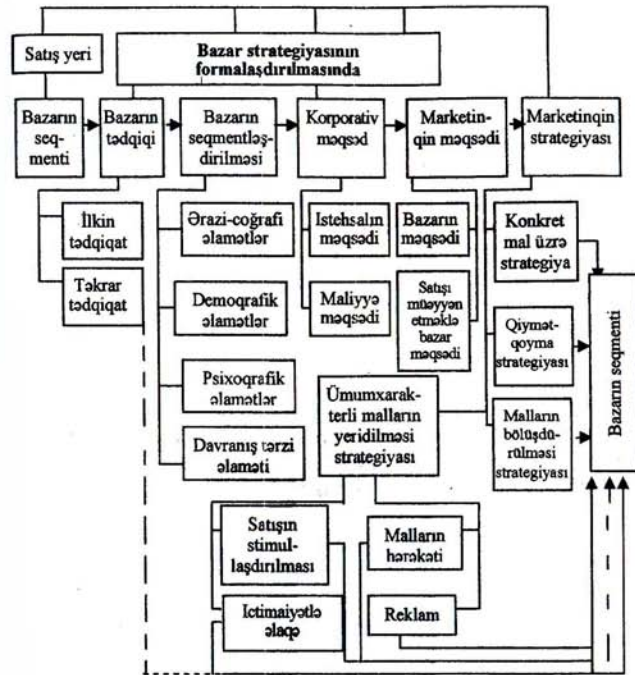 Satış yeri
Bazar strategiyasının
formalaşdırılmasında
Bazarın
seq-
menti
Bazarın
tədqiqi
Bazarın
seqmentləş-
dirilməsi
Korporativ
məqsəd
Marketin-
qin məqsədi
Marketinqin
strategiyası
İlkin
tədqiqat
Təkrar
tədqiqat
Ərazi-coğrafi
əlamətlər
Demoqrafik
əlamətlər
Psixoqrafik
əlamətlər
Davranış tərzi
əlaməti
Istehsalın
məqsədi
Maliyyə
məqsədi
Bazarın
məqsədi
Satışı
müəyyən
etməklə
bazar
məqsədi
Konkret
mal üzrə
strategiya
Qiymət-
qoyma
strategiyası
Malların
bölüşdü-
rülməsi
strategiyası
Bazarın seqmenti
Ümumxarak-
terli malların
yeridilməsi
strategiyası
Satışın
stimul-
laşdırılması
Ictimaiyətlə
əlaqə
Malların
hərəkəti
Reklam